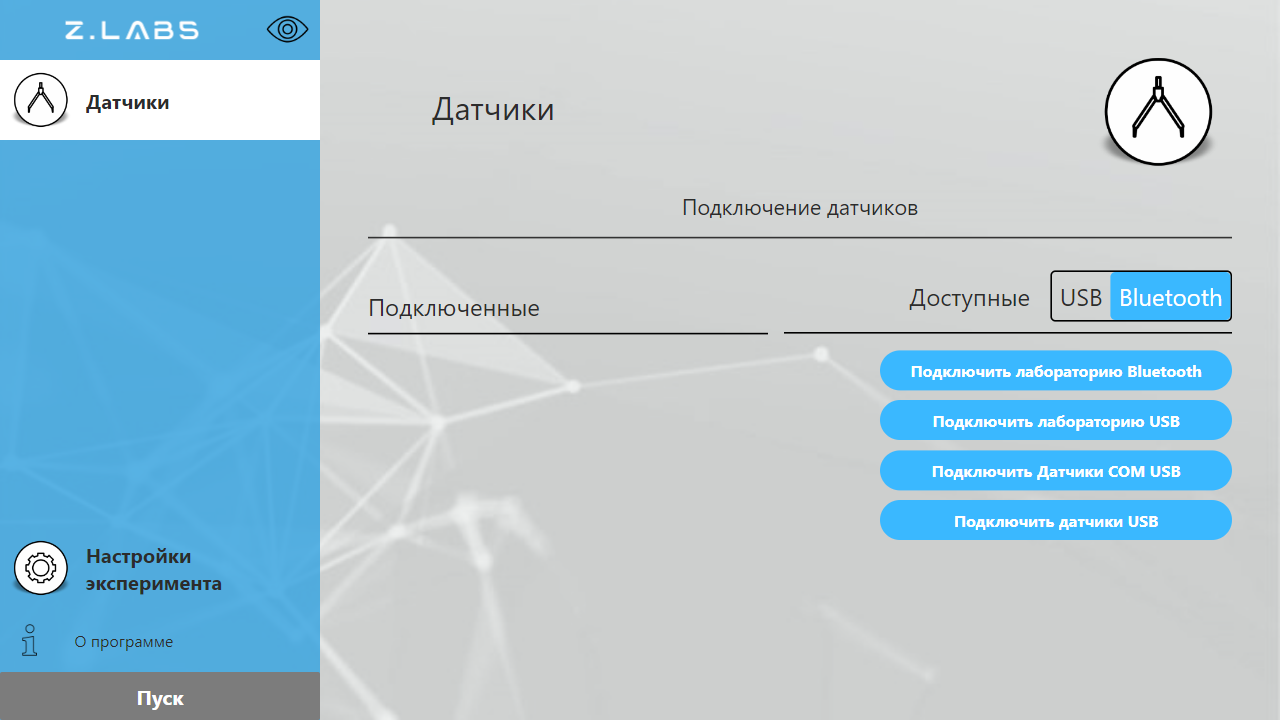 Z.LABS
Датчики
Датчики
Подключение датчиков
Подключенные
Доступные
USB Bluetooth
Подключить лабораторию Bluetooth
Подключить лабораторию USB
Подключить Датчики COM USB
Подключить датчики USB
Настройки
эксперимента
О программе
Пуск